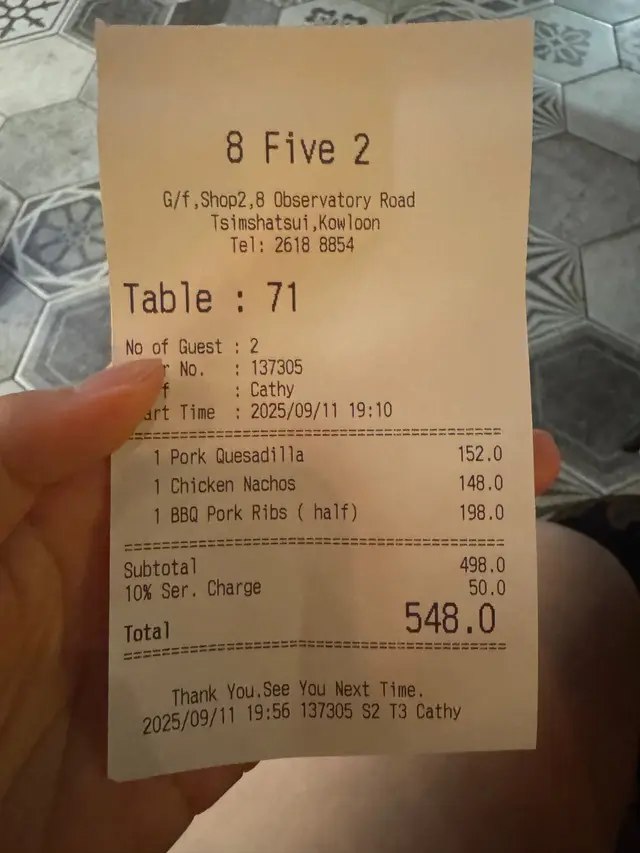 8 Five 2
G/f,Shop2,8 Observatory Road
Tsimshatsui,Kowloon
Tel: 2618 8854
Table : 71
No of Guest : 2
No. : 137305
: Cathy
Time : 2025/09/11 19:10
1 Pork Quesadilla 152.0
1 Chicken Nachos 148.0
1 BBQ Pork Ribs ( half) 198.0
Subtotal 498.0
10% Ser. Charge 50.0
Total 548.0
Thank You.See You Next Time.
2025/09/11 19:56 137305 S2 T3 Cathy